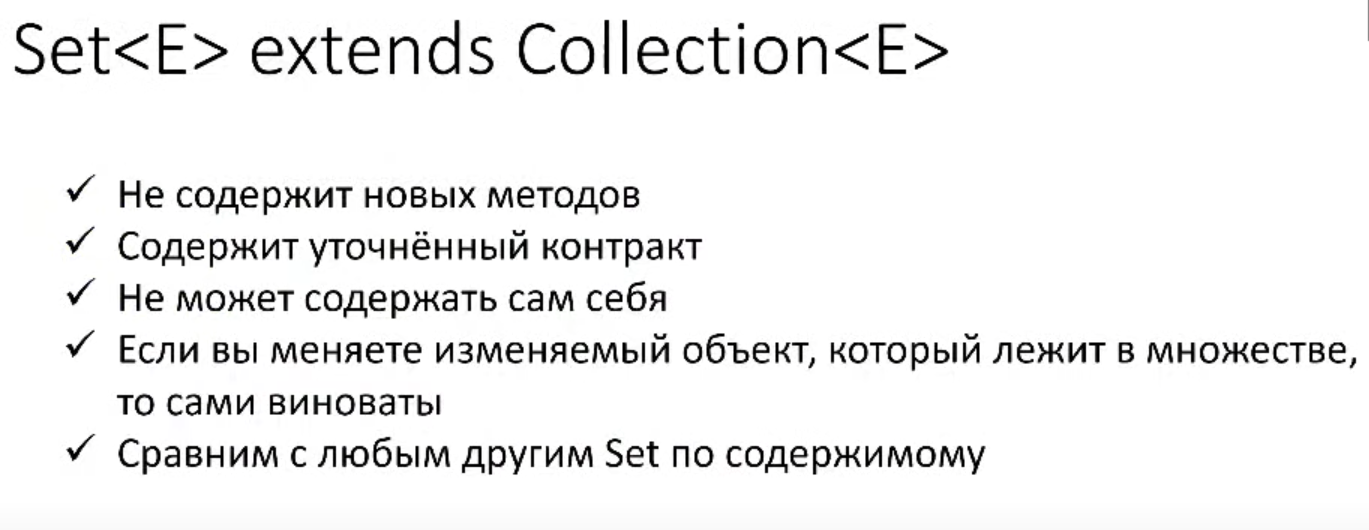 Set<E> extends Collection<E>
✓ Не содержит новых методов
✓ Содержит уточнённый контракт
✓ Не может содержать сам себя
✓ Если вы меняете изменяемый объект, который лежит в множестве,
то сами виноваты
✓ Сравним с любым другим Set по содержимому